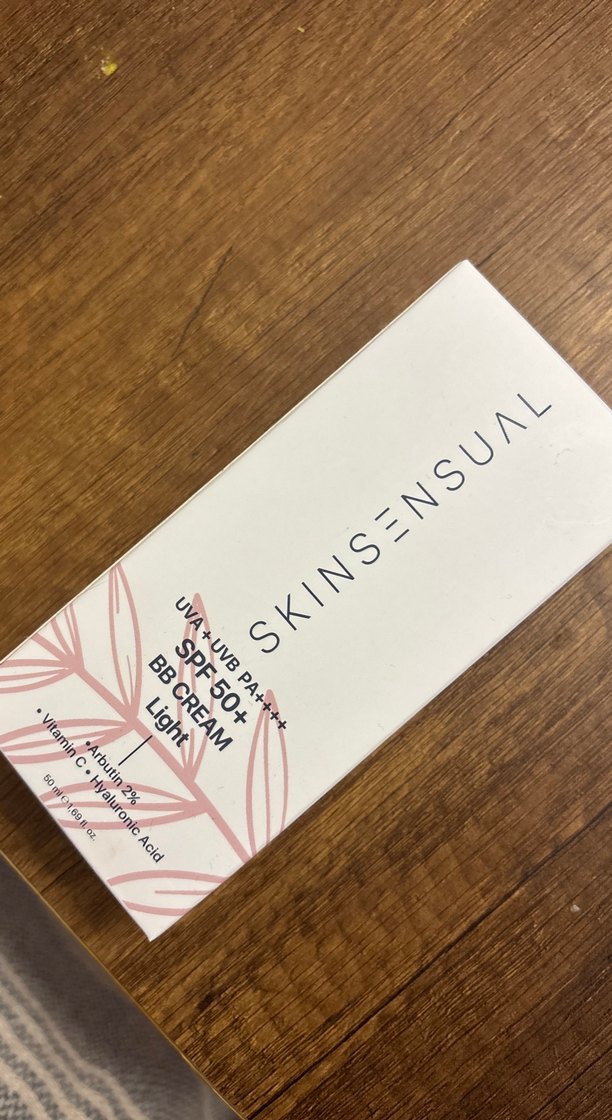 SKINSENSUAL
UVA + UVB PA++++
SPF 50+
BB CREAM
Light
• Arbutin 2%
• Vitamin C • Hyaluronic Acid
50 ml ℮ 1,69 fl. oz.